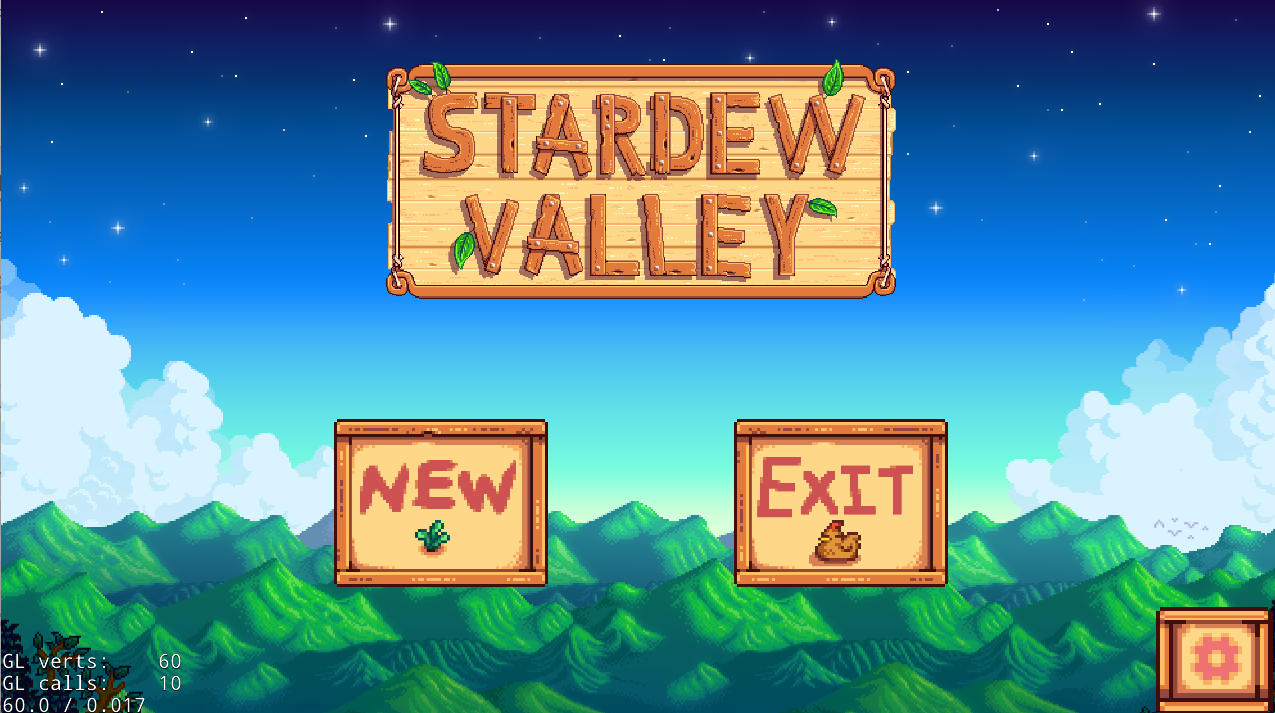 STARDEW
VALLEY
NEW
EXIT
GL verts: 60
GL calls: 10
60.0 / 0.017